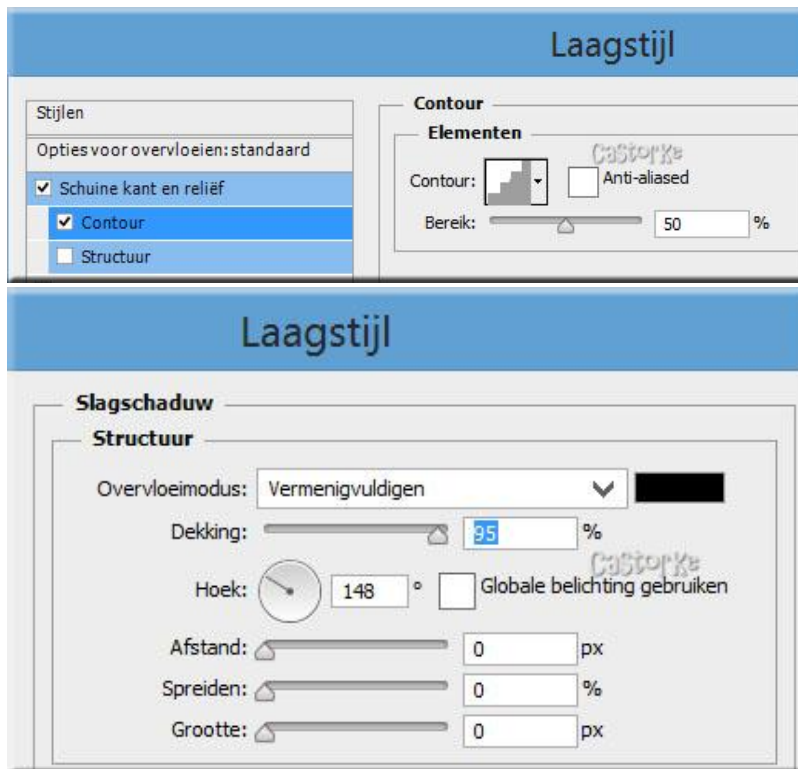 Laagstijl
Stijlen
Opties voor overvloeien: standaard
Schuine kant en reliëf
Contour
Structuur
Contour
Elementen
CaStorKe
Contour:
Anti-aliased
Bereik: 50 %
Laagstijl
Slagschaduw
Structuur
Overvloeimodus: Vermenigvuldigen
Dekking: 95 %
CaStorKe
Hoek: 148 ° Globale belichting gebruiken
Afstand: 0 px
Spreiden: 0 %
Grootte: 0 px